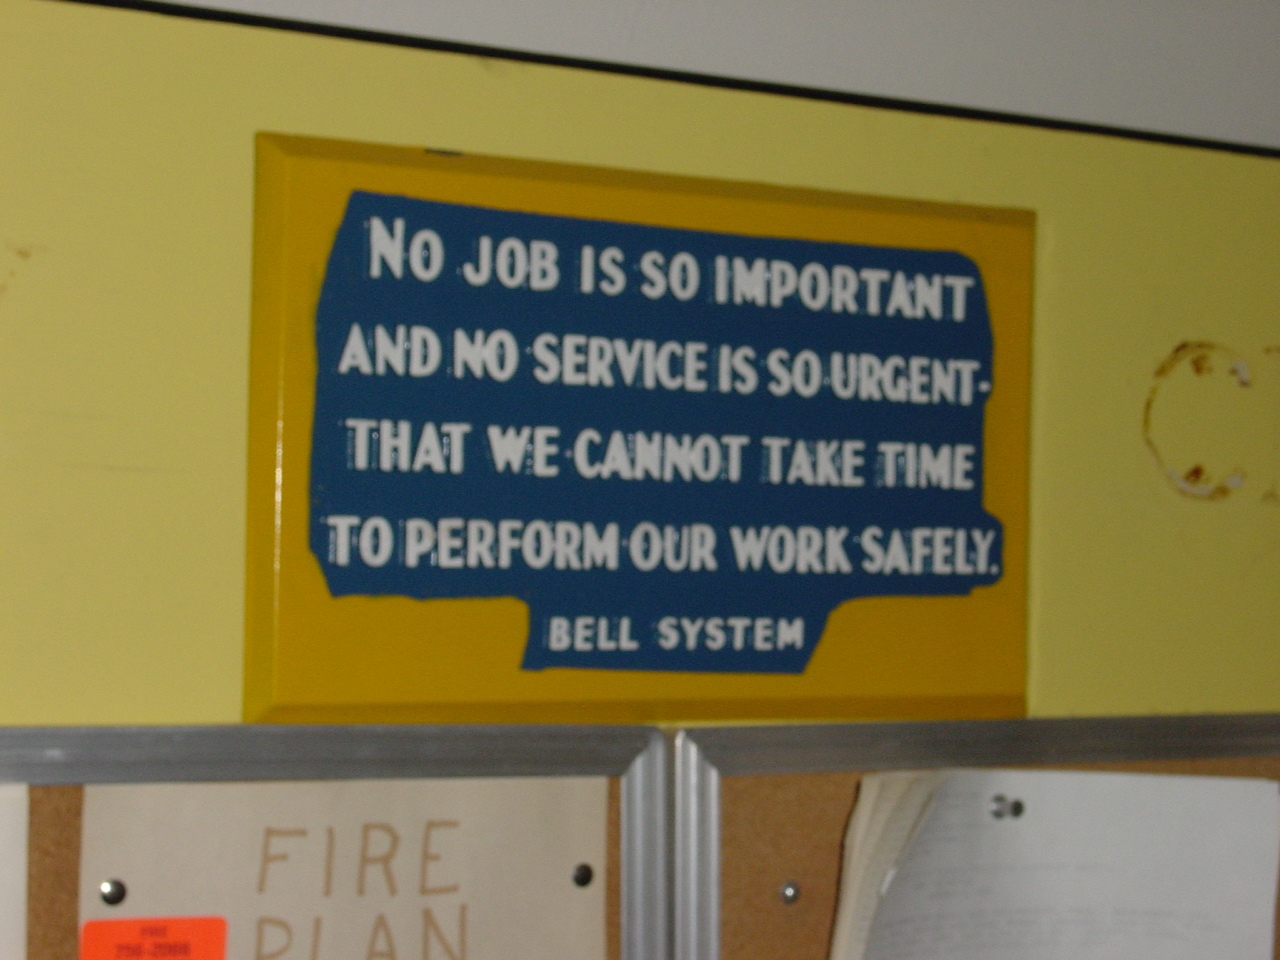 NO JOB IS SO IMPORTANT
AND NO SERVICE IS SO URGENT-
THAT WE CANNOT TAKE TIME
TO PERFORM OUR WORK SAFELY.
BELL SYSTEM
FIRE
PLAN